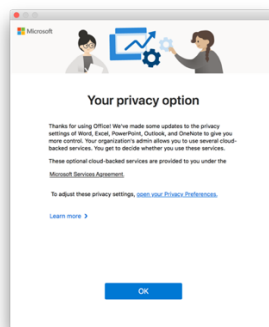 Microsoft
Your privacy option
Thanks for using Office! We've made some updates to the privacy
settings of Word, Excel, PowerPoint, Outlook, and OneNote to give you
more control. Your organization's admin allows you to use several cloud-
backed services. You get to decide whether you use these services.
These optional cloud-backed services are provided to you under the
Microsoft Services Agreement.
To adjust these privacy settings, open your Privacy Preferences.
Learn more
OK